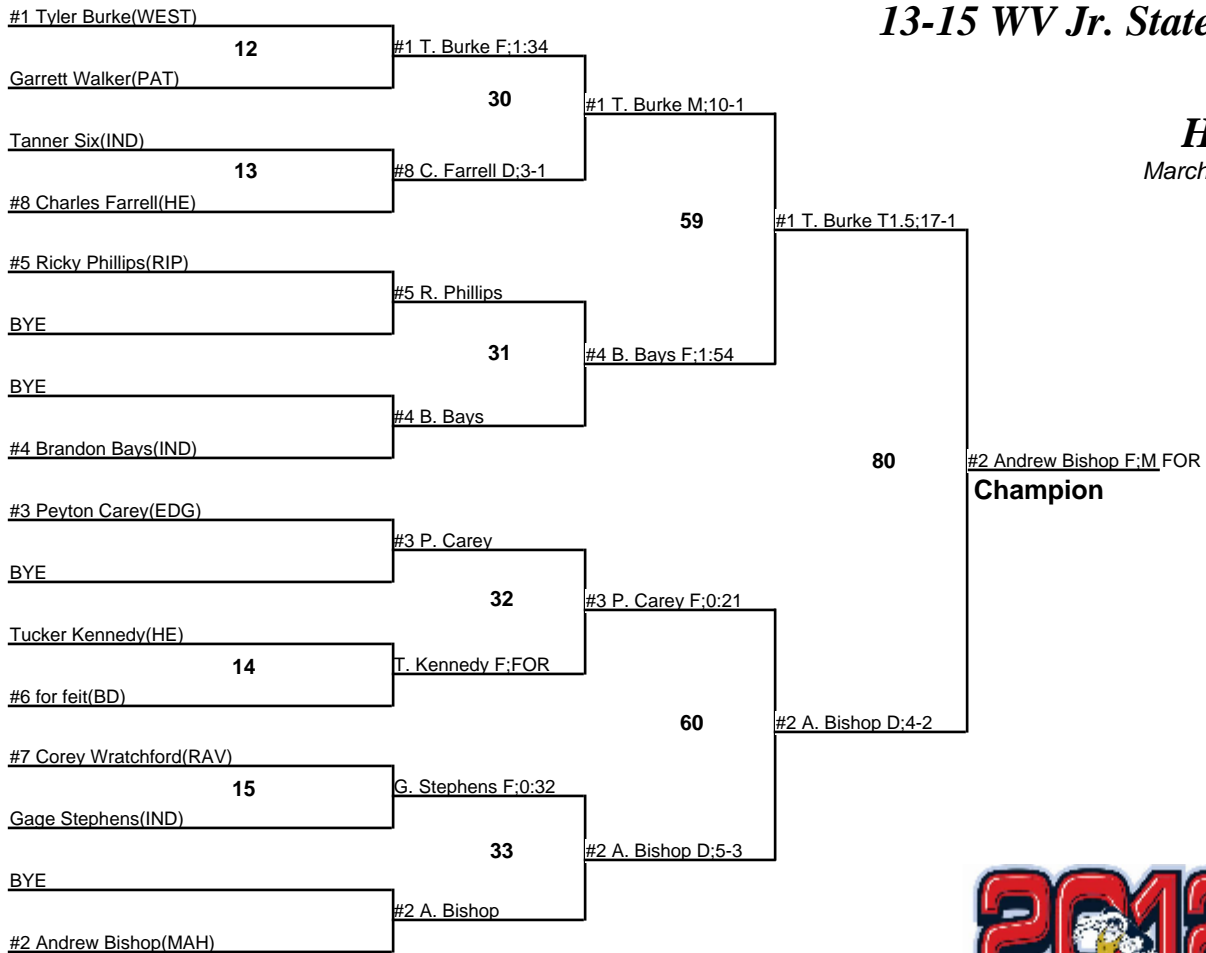 13-15 WV Jr. State
H
March
#1 Tyler Burke(WEST)
12
#1 T. Burke F;1:34
Garrett Walker(PAT)
30
#1 T. Burke M;10-1
Tanner Six(IND)
13
#8 C. Farrell D;3-1
#8 Charles Farrell(HE)
59
#1 T. Burke T1.5;17-1
#5 Ricky Phillips(RIP)
#5 R. Phillips
BYE
31
#4 B. Bays F;1:54
BYE
#4 B. Bays
#4 Brandon Bays(IND)
80
#2 Andrew Bishop F;M FOR
Champion
#3 Peyton Carey(EDG)
#3 P. Carey
BYE
32
#3 P. Carey F;0:21
Tucker Kennedy(HE)
14
T. Kennedy F;FOR
#6 for feit(BD)
60
#2 A. Bishop D;4-2
#7 Corey Wratchford(RAV)
15
G. Stephens F;0:32
Gage Stephens(IND)
33
#2 A. Bishop D;5-3
BYE
#2 A. Bishop
#2 Andrew Bishop(MAH)
2012